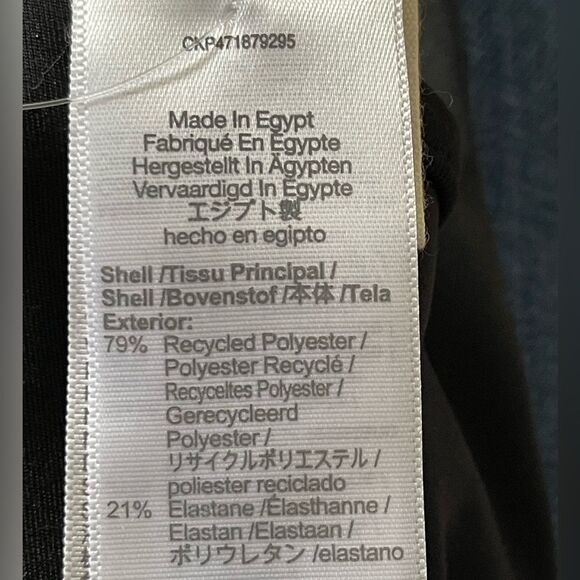 CKP471879295
Made In Egypt
Fabriqué En Égypte
Hergestellt In Ägypten
Vervaardigd In Egypte
エジプト製
hecho en egipto
Shell /Tissu Principal /
Shell /Bovenstof /本体 /Tela
Exterior:
79% Recycled Polyester /
Polyester Recyclé /
Recyceltes Polyester /
Gerecycleerd
Polyester /
リサイクルポリエステル /
poliester reciclado
21% Elastane /Élasthanne /
Elastan /Elastaan /
ポリウレタン /elastano